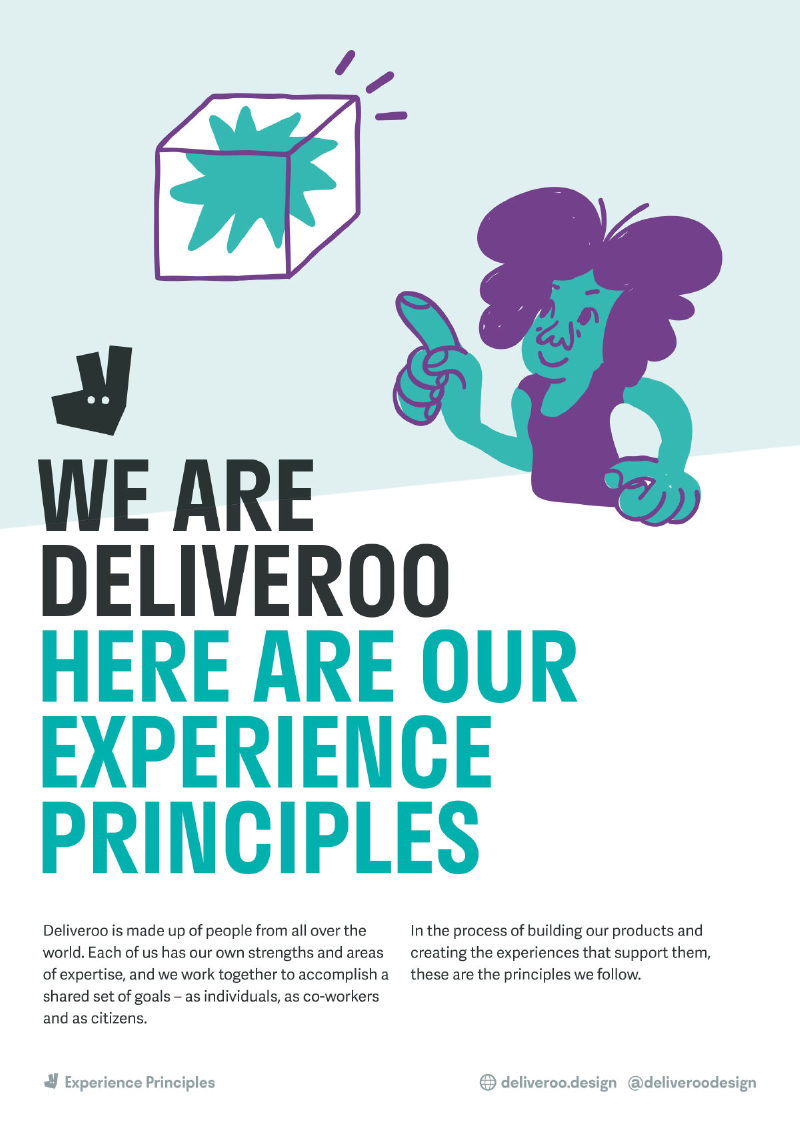 WE ARE
DELIVEROO
HERE ARE OUR
EXPERIENCE
PRINCIPLES
Deliveroo is made up of people from all over the
world. Each of us has our own strengths and areas
of expertise, and we work together to accomplish a
shared set of goals – as individuals, as co-workers
and as citizens.
In the process of building our products and
creating the experiences that support them,
these are the principles we follow.
Experience Principles
deliveroo.design @deliveroodesign